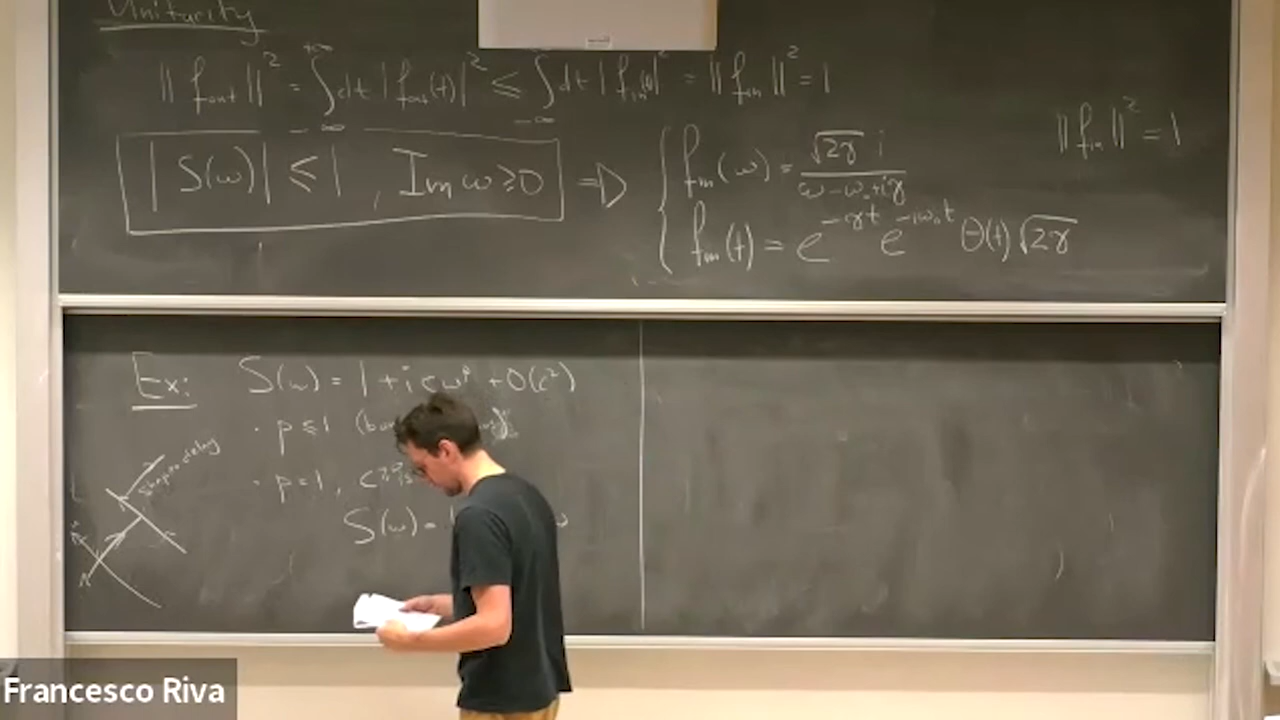 Unitarity
||f_out||² = ∫_{-∞}^{+∞} dt |f_out(t)|² ≤ ∫_{-∞} dt |f_in(t)|² = ||f_in||² = 1
||f_in||² = 1
|S(ω)| ≤ 1 , Im ω ≥ 0 ⇒ { f_in(ω) = √2γ i / ω - ω₀ + iγ
f_in(t) = e^{-γt} e^{-iω₀t} Θ(t) √2γ
Ex: S(ω) = 1 + i c ω^p + O(c²)
· p ≤ 1
Shapiro delay
· p = 1 , c ≥ 0
S(ω) =
Francesco Riva